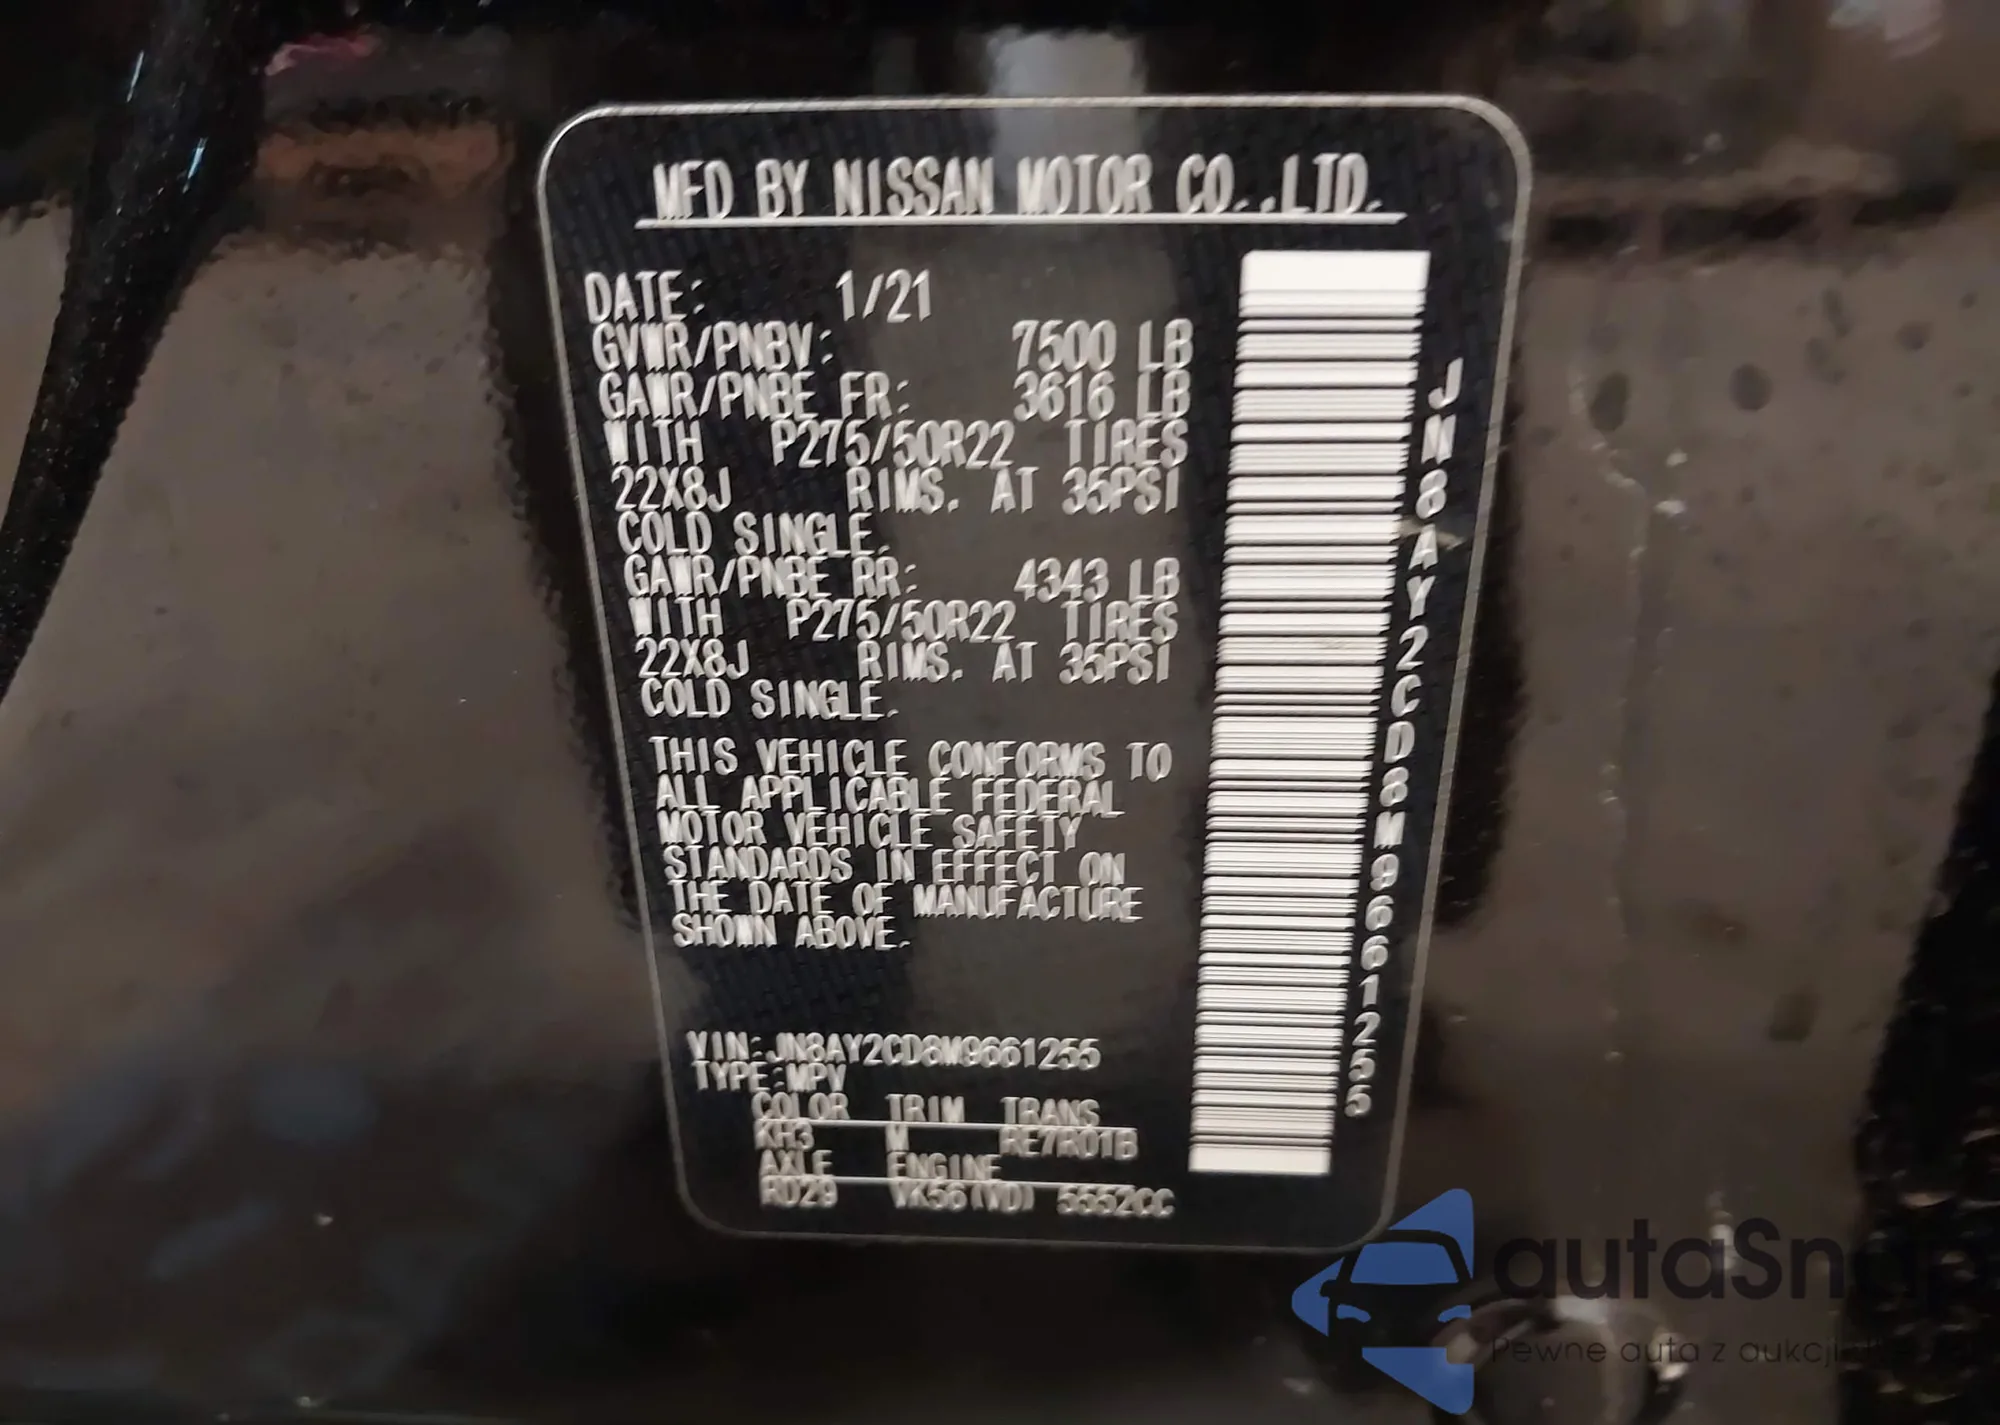 MFD BY NISSAN MOTOR CO.,LTD.
DATE: 1/21
GVWR/PNBV: 7500 LB
GAWR/PNBE FR: 3616 LB
WITH P275/50R22 TIRES
22X8J RIMS. AT 35PSI
COLD SINGLE.
GAWR/PNBE RR: 4343 LB
WITH P275/50R22 TIRES
22X8J RIMS. AT 35PSI
COLD SINGLE.
THIS VEHICLE CONFORMS TO
ALL APPLICABLE FEDERAL
MOTOR VEHICLE SAFETY
STANDARDS IN EFFECT ON
THE DATE OF MANUFACTURE
SHOWN ABOVE.
VIN:JN8AY2CD8M9661255
TYPE:MPV
COLOR TRIM TRANS
KH3 M RE7R01B
AXLE ENGINE
RD29 VK56(VD) 5552CC
JN8AY2CD8M9661255
autaSnap
Pewne auta z aukcji